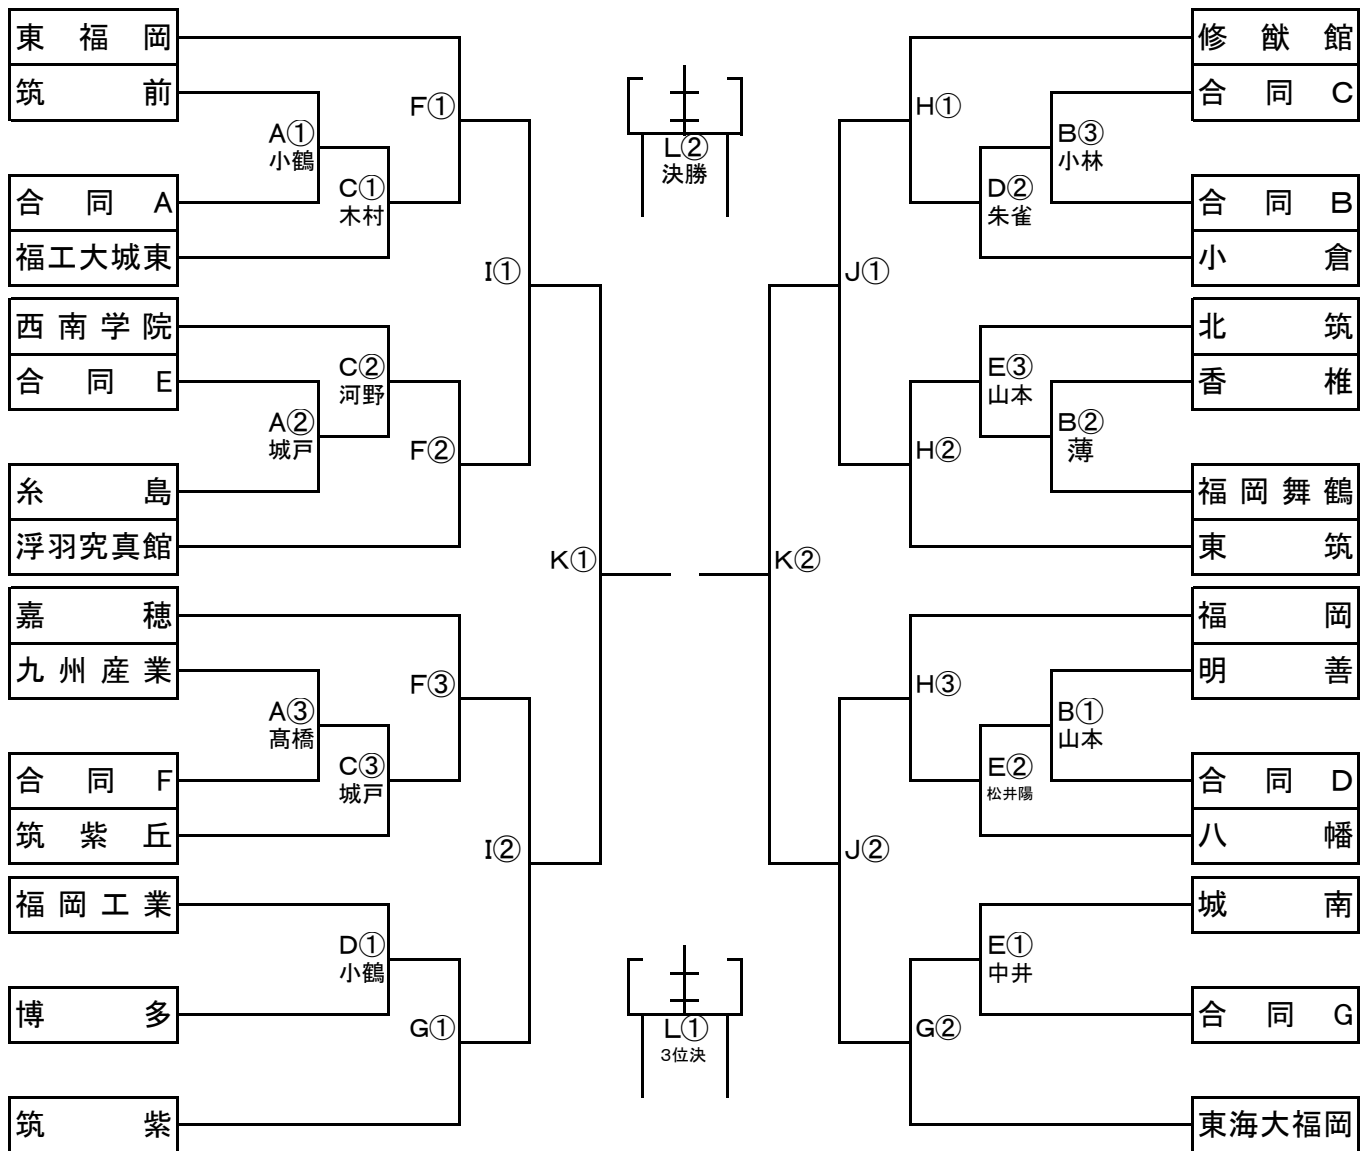 東福岡
筑前
A①
小鶴
合同A
福工大城東
C①
木村
F①
西南学院
合同E
A②
城戸
糸島
浮羽究真館
C②
河野
F②
I①
嘉穂
九州産業
A③
髙橋
合同F
筑紫丘
C③
城戸
F③
福岡工業
博多
D①
小鶴
筑紫
G①
I②
K①
L②
決勝
L①
3位決
K②
J①
H①
修猷館
合同C
B③
小林
合同B
小倉
D②
朱雀
北筑
香椎
E③
山本
B②
薄
福岡舞鶴
東筑
H②
福岡
明善
H③
B①
山本
合同D
八幡
E②
松井陽
J②
城南
E①
中井
合同G
G②
東海大福岡